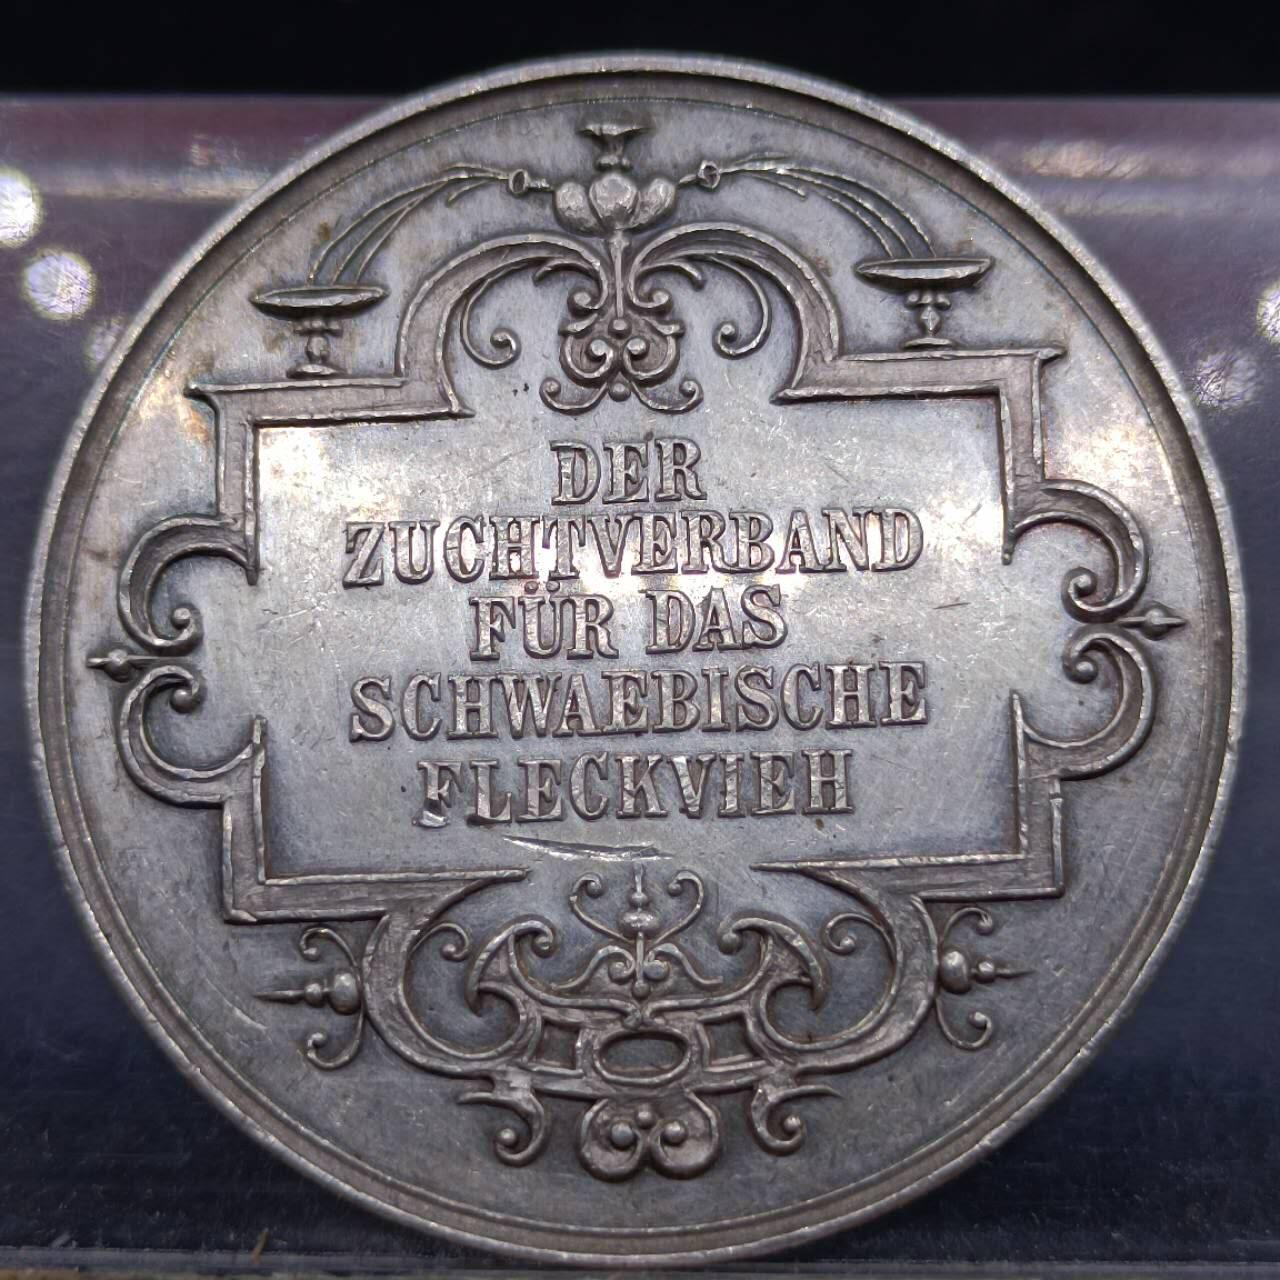 DER
ZUCHTVERBAND
FÜR DAS
SCHWAEBISCHE
FLECKVIEH